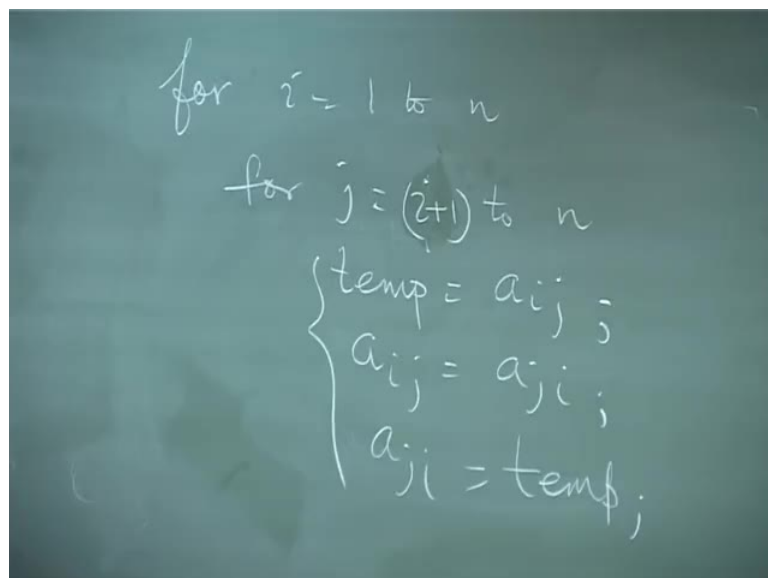 for i = 1 to n
for j = (i+1) to n
{ temp = aij ;
aij = aji ;
aji = temp ;